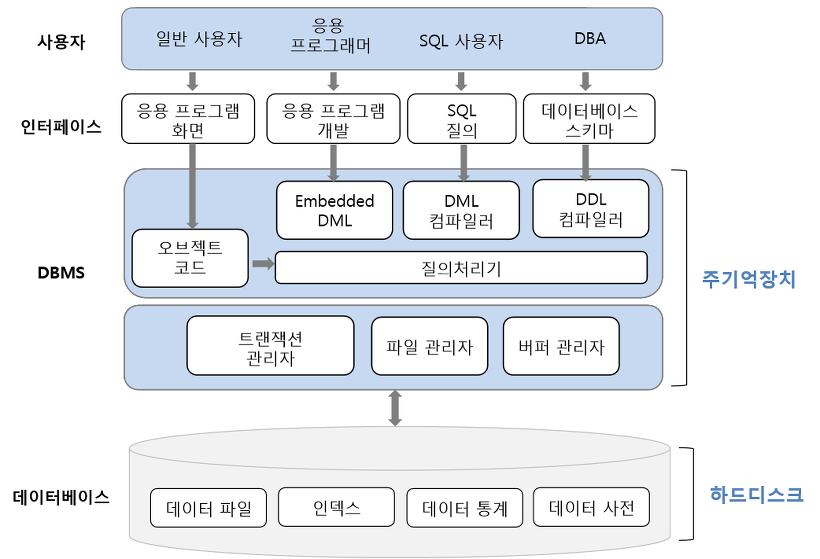 사용자
일반 사용자
응용
프로그래머
SQL 사용자
DBA
인터페이스
응용 프로그램
화면
응용 프로그램
개발
SQL
질의
데이터베이스
스키마
DBMS
Embedded
DML
DML
컴파일러
DDL
컴파일러
오브젝트
코드
질의처리기
주기억장치
트랜잭션
관리자
파일 관리자
버퍼 관리자
데이터베이스
데이터 파일
인덱스
데이터 통계
데이터 사전
하드디스크